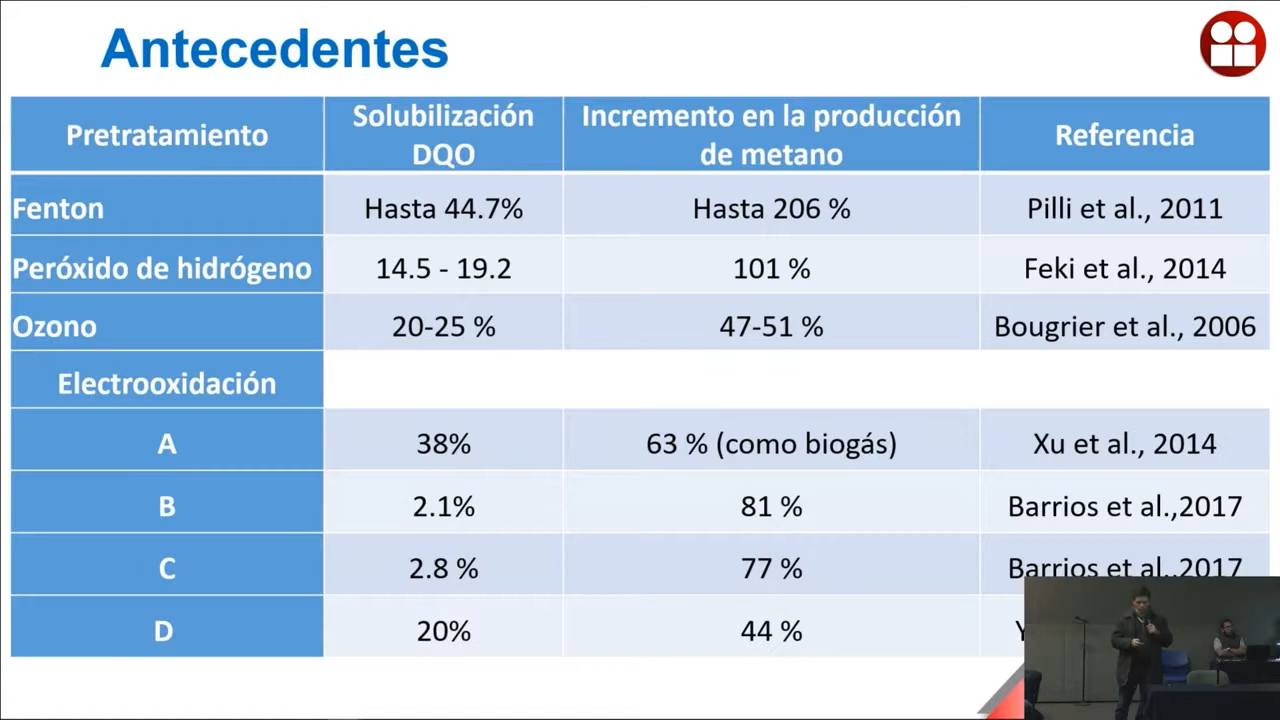 Antecedentes
Pretratamiento
Solubilización
DQO
Incremento en la producción
de metano
Referencia
Fenton
Hasta 44.7%
Hasta 206 %
Pilli et al., 2011
Peróxido de hidrógeno
14.5 - 19.2
101 %
Feki et al., 2014
Ozono
20-25 %
47-51 %
Bougrier et al., 2006
Electrooxidación
A
38%
63 % (como biogás)
Xu et al., 2014
B
2.1%
81 %
Barrios et al.,2017
C
2.8 %
77 %
Barrios et al.,2017
D
20%
44 %